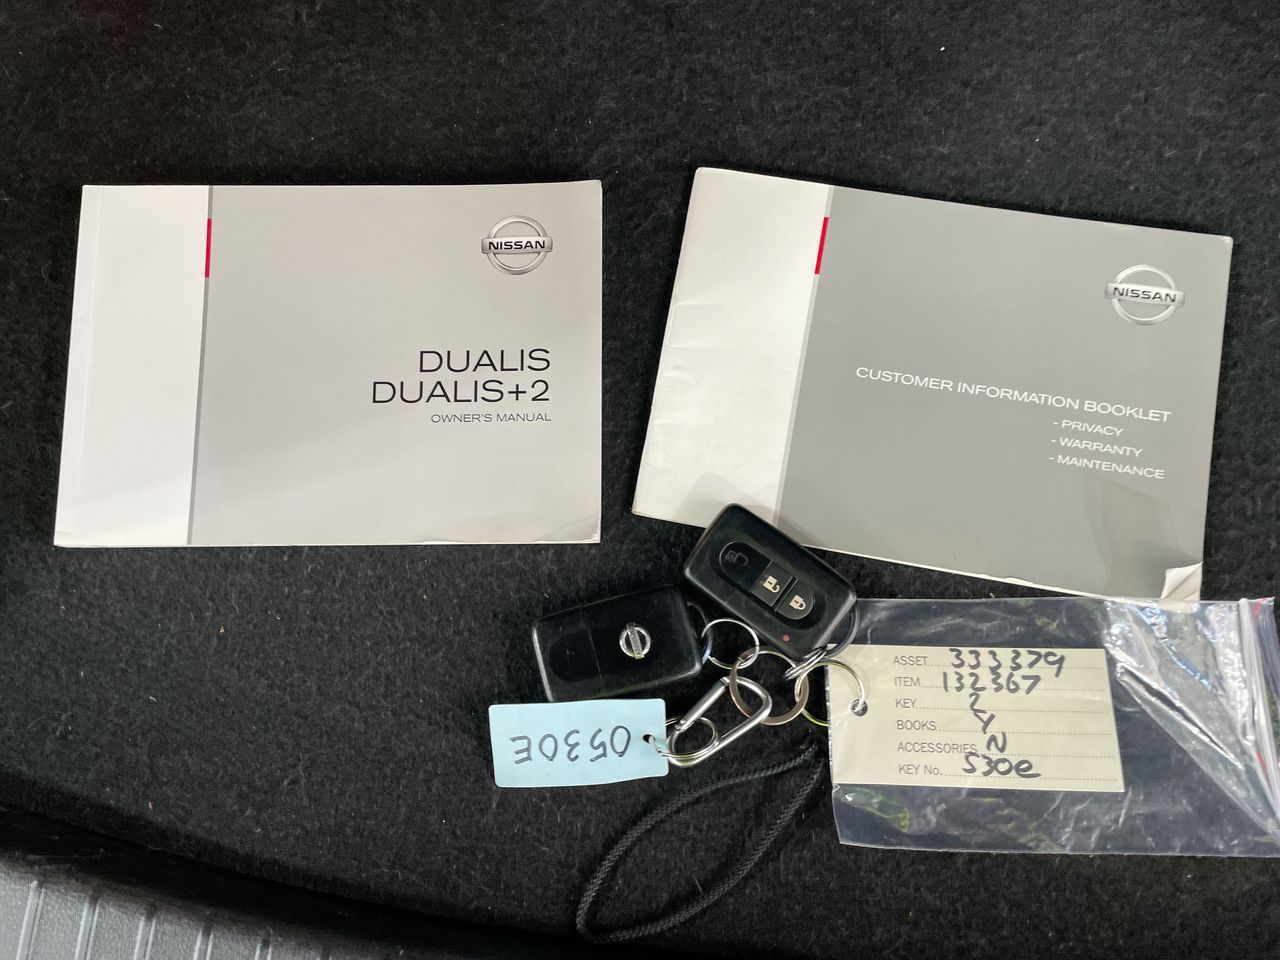 NISSAN
DUALIS
DUALIS+2
OWNER'S MANUAL
NISSAN
CUSTOMER INFORMATION BOOKLET
- PRIVACY
- WARRANTY
- MAINTENANCE
ASSET 333379
ITEM 132367
KEY 2
BOOKS Y
ACCESSORIES N
KEY No. 530e
0530E